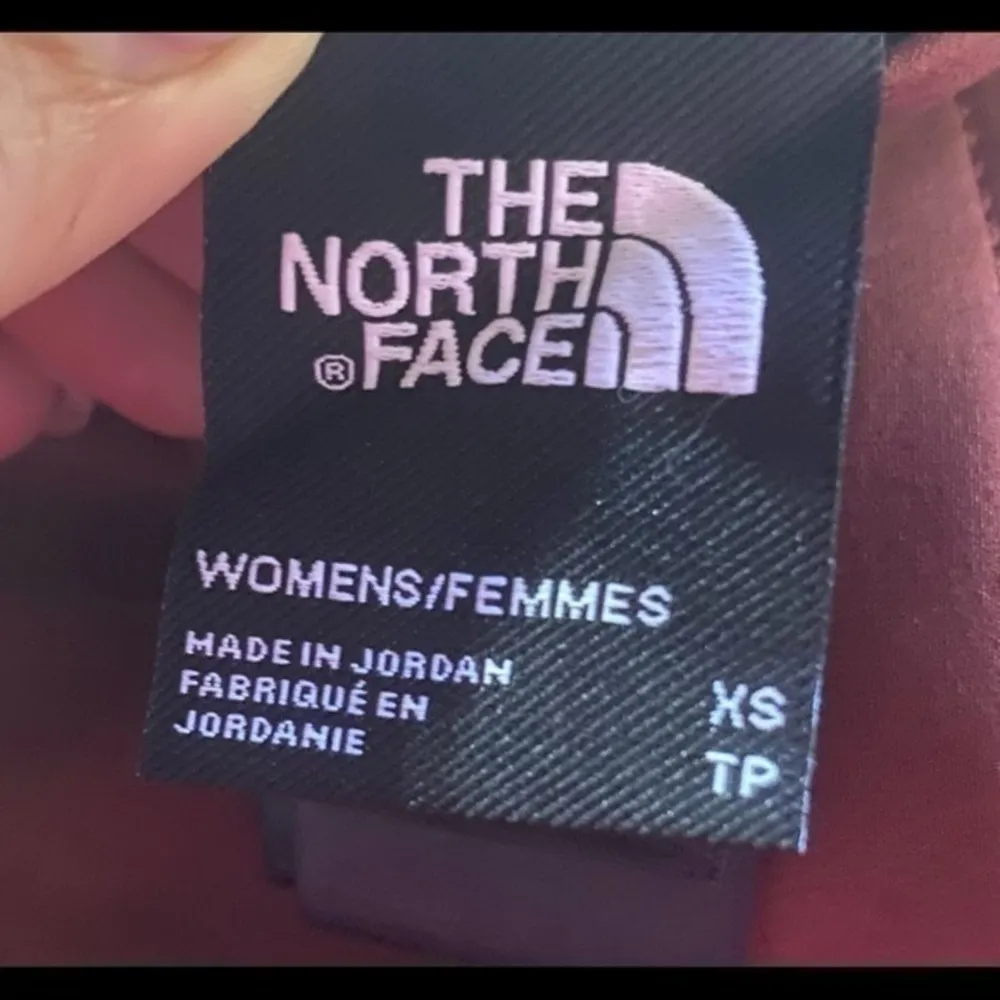 THE
NORTH
®FACE
WOMENS/FEMMES
MADE IN JORDAN
FABRIQUÉ EN
JORDANIE
XS
TP